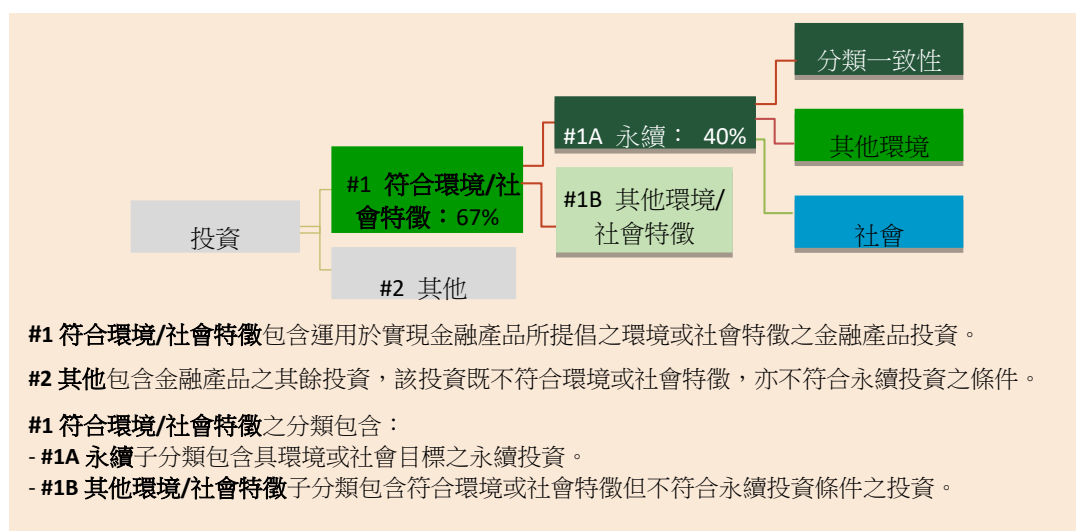 分類一致性
#1A 永續： 40%
其他環境
#1 符合環境/社
會特徵：67%
#1B 其他環境/
社會特徵
投資
社會
#2 其他
#1 符合環境/社會特徵包含運用於實現金融產品所提倡之環境或社會特徵之金融產品投資。
#2 其他包含金融產品之其餘投資，該投資既不符合環境或社會特徵，亦不符合永續投資之條件。
#1 符合環境/社會特徵之分類包含：
- #1A 永續子分類包含具環境或社會目標之永續投資。
- #1B 其他環境/社會特徵子分類包含符合環境或社會特徵但不符合永續投資條件之投資。